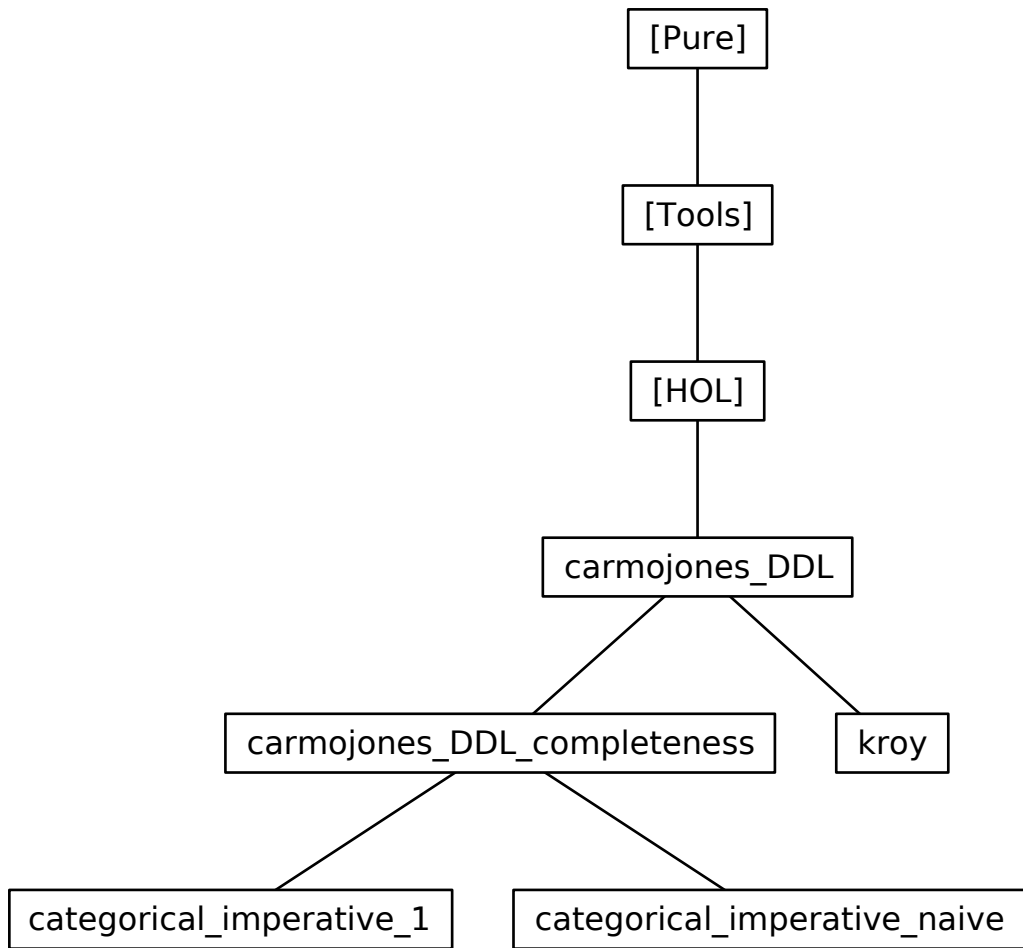 [Pure]
[Tools]
[HOL]
carmojones_DDL
carmojones_DDL_completeness
kroy
categorical_imperative_1
categorical_imperative_naive